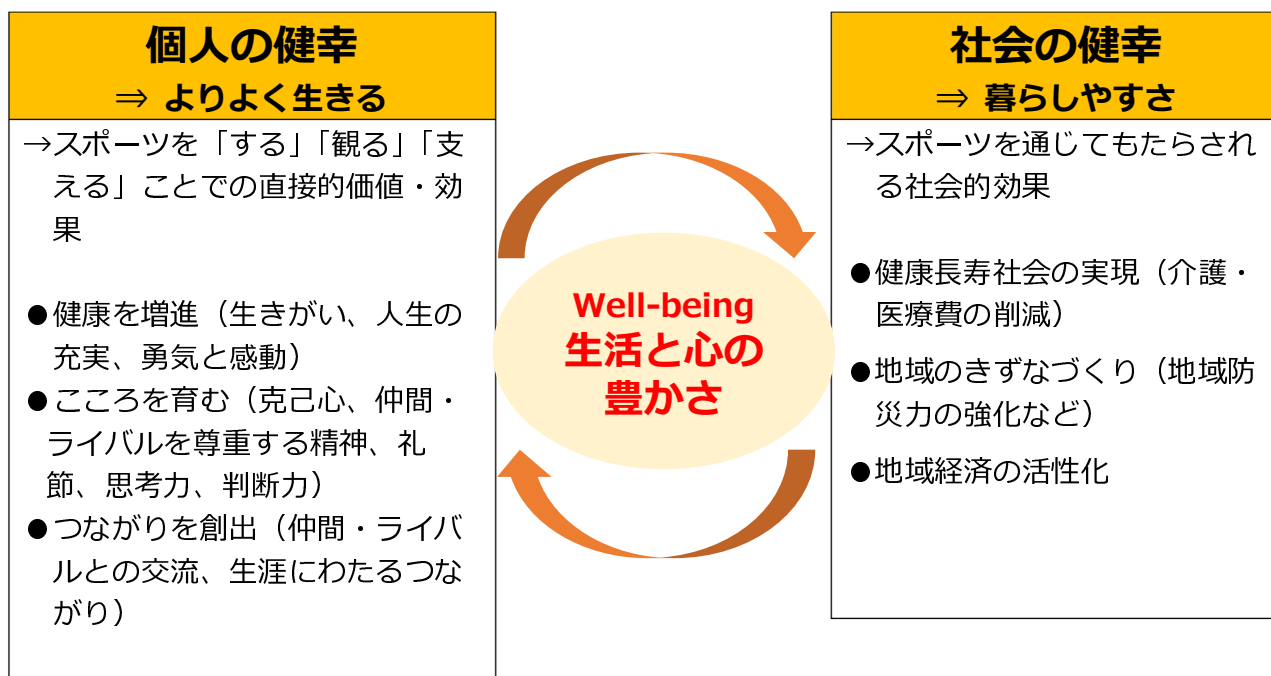 個人の健幸
⇒ よりよく生きる
→スポーツを「する」「観る」「支
える」ことでの直接的価値・効
果
●健康を増進（生きがい、人生の
充実、勇気と感動）
●こころを育む（克己心、仲間・
ライバルを尊重する精神、礼
節、思考力、判断力）
●つながりを創出（仲間・ライバ
ルとの交流、生涯にわたるつな
がり）
Well-being
生活と心の
豊かさ
社会の健幸
⇒ 暮らしやすさ
→スポーツを通じてもたらされ
る社会的効果
●健康長寿社会の実現（介護・
医療費の削減）
●地域のきずなづくり（地域防
災力の強化など）
●地域経済の活性化